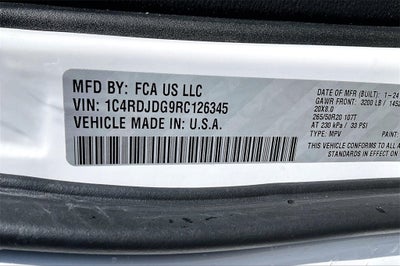 MFD BY: FCA US LLC
VIN: 1C4RDJDG9RC126345
VEHICLE MADE IN: U.S.A.
DATE OF MFR (BUILT): 1-24
GAWR FRONT: 3200 LB / 145
20X8.0
265/50R20 107T
AT 230 kPa / 33 PSI
TYPE: MPV PAINT:
THIS VEHICLE CONFORMS TO ALL A
STANDARDS IN EFFECT ON